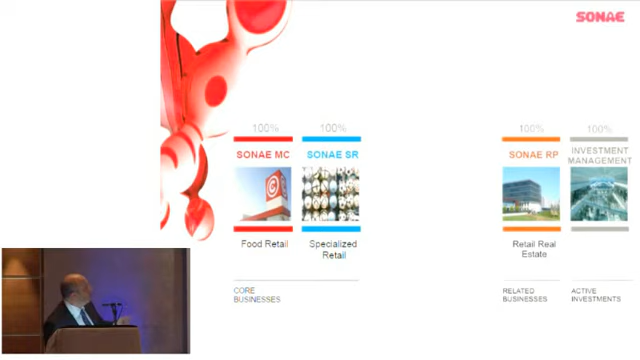 SONAE
100%
100%
100%
100%
SONAE MC
SONAE SR
SONAE RP
INVESTMENT
MANAGEMENT
Food Retail
Specialized
Retail
Retail Real
Estate
CORE
BUSINESSES
RELATED
BUSINESSES
ACTIVE
INVESTMENTS